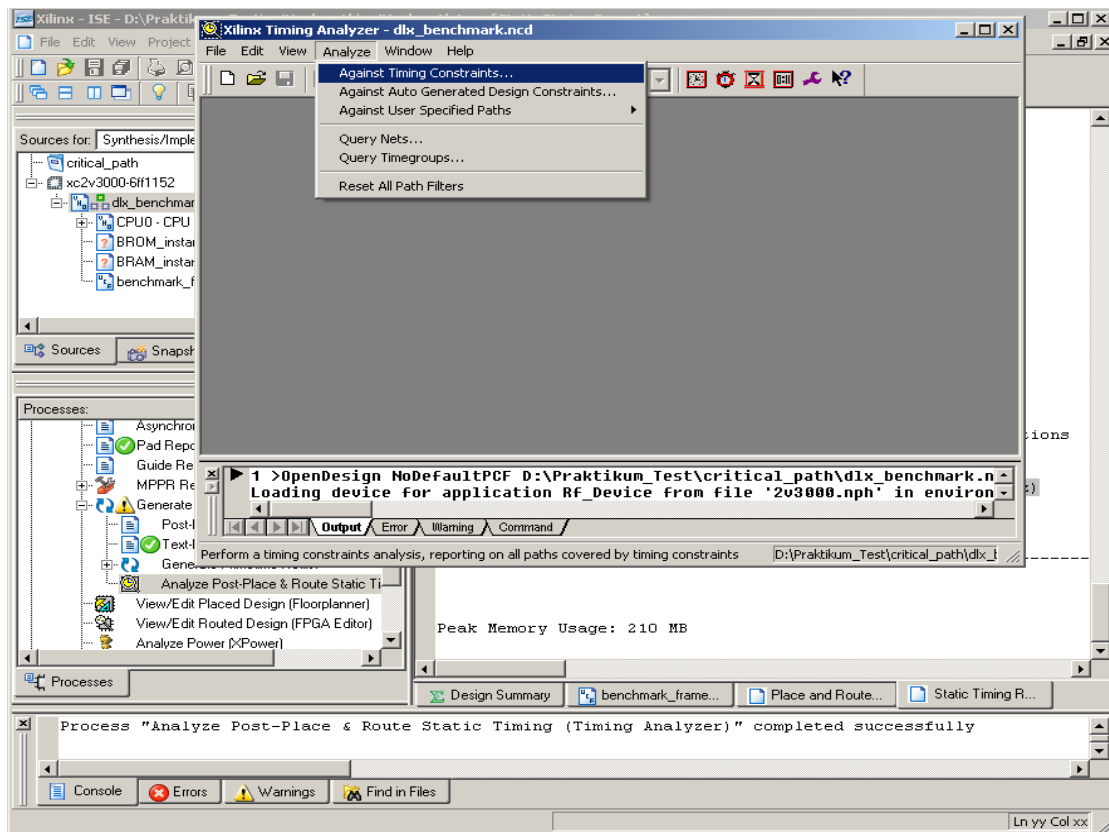 Xilinx - ISE - D:\Praktik
File Edit View Project
Xilinx Timing Analyzer - dlx_benchmark.ncd
File Edit View Analyze Window Help
Against Timing Constraints...
Against Auto Generated Design Constraints...
Against User Specified Paths
Query Nets...
Query Timegroups...
Reset All Path Filters
Sources for: Synthesis/Imple
critical_path
xc2v3000-6ff1152
dlx_benchmar
CPU0 - CPU
BROM_instar
BRAM_instar
benchmark_f
Sources
Snapsh
Processes:
Asynchro
Pad Repo
Guide Re
MPPR Re
Generate
Post-
Text-
Analyze Post-Place & Route Static Ti
View/Edit Placed Design (Floorplanner)
View/Edit Routed Design (FPGA Editor)
Analyze Power (XPower)
Processes
1 >OpenDesign NoDefaultPCF D:\Praktikum_Test\critical_path\dlx_benchmark.n
Loading device for application Rf_Device from file '2v3000.nph' in environ
Output Error Warning Command
Perform a timing constraints analysis, reporting on all paths covered by timing constraints D:\Praktikum_Test\critical_path\dlx_t
ions
z)
Peak Memory Usage: 210 MB
Design Summary benchmark_frame... Place and Route... Static Timing R...
Process "Analyze Post-Place & Route Static Timing (Timing Analyzer)" completed successfully
Console Errors Warnings Find in Files
Ln yy Col xx